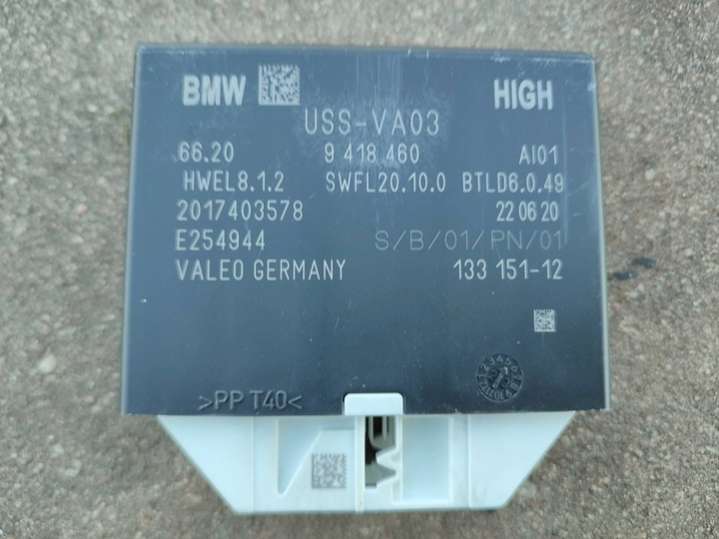 BMW HIGH
USS-VA03
66.20 9 418 460 AI01
HWEL8.1.2 SWFL20.10.0 BTLD6.0.49
2017403578 22 06 20
E254944 S/B/01/PN/01
VALEO GERMANY 133 151-12
>PP T40<